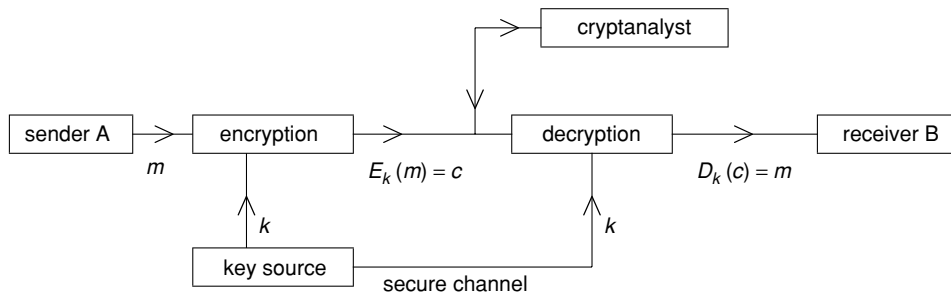 cryptanalyst
sender A
encryption
decryption
receiver B
m
E_k (m) = c
D_k (c) = m
k
k
key source
secure channel